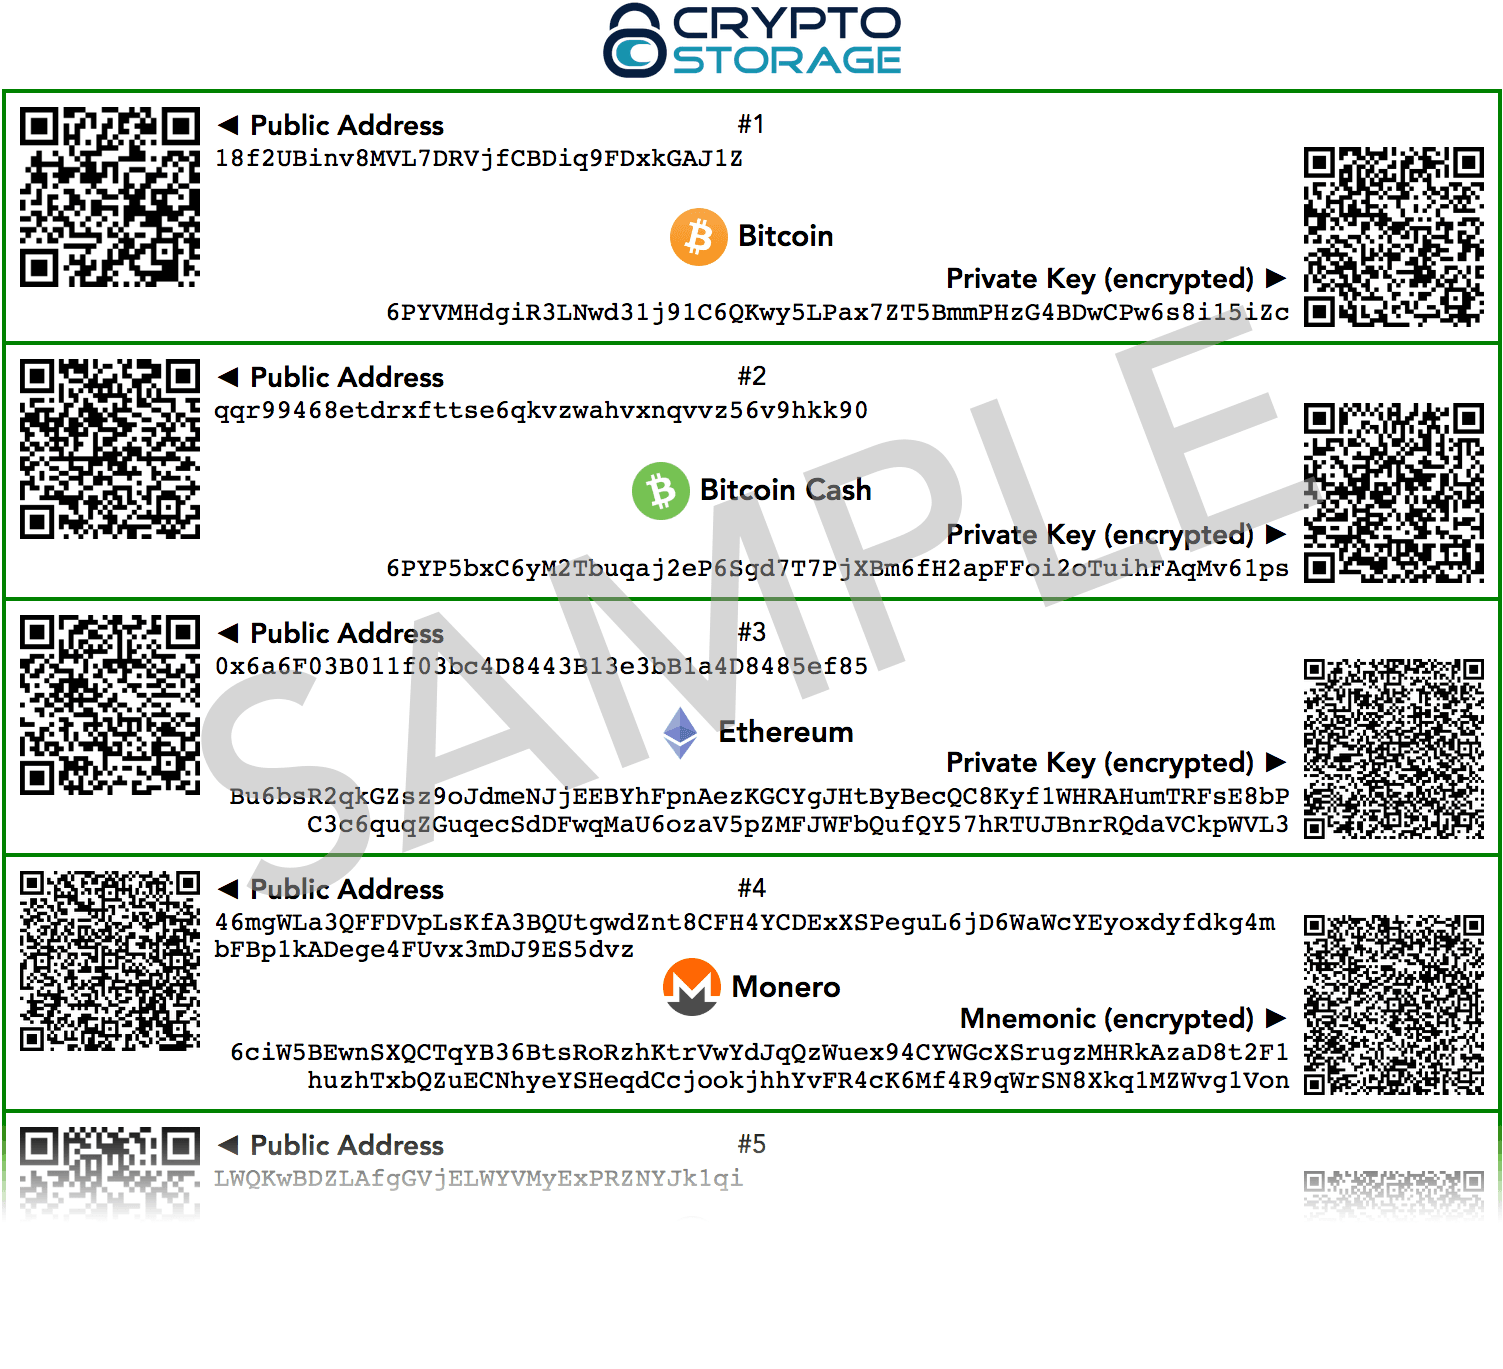 CRYPTO
STORAGE
◄ Public Address #1
18f2UBinv8MVL7DRVjfCBDiq9FDxkGAJ1Z
Bitcoin
Private Key (encrypted) ►
6PYVMHdgiR3LNwd31j91C6QKwy5LPax7ZT5BmmPHzG4BDwCPw6s8i15iZc
◄ Public Address #2
qqr99468etdrxfttse6qkvzwahvxnqvvz56v9hkk90
Bitcoin Cash
Private Key (encrypted) ►
6PYP5bxC6yM2Tbuqaj2eP6Sgd7T7PjXBm6fH2apFFoi2oTuihFAqMv61ps
◄ Public Address #3
0x6a6F03B011f03bc4D8443B13e3bB1a4D8485ef85
Ethereum
Private Key (encrypted) ►
Bu6bsR2qkGZsz9oJdmeNJjEEBYhFpnAezKGCYgJHtByBecQC8Kyf1WHRAHumTRFsE8bP
C3c6quqZGuqecSdDFwqMaU6ozaV5pZMFJWFbQufQY57hRTUJBnrRQdaVCkpWVL3
◄ Public Address #4
46mgWLa3QFFDVpLsKfA3BQUtgwdZnt8CFH4YCDExXSPeguL6jD6WaWcYEyoxdyfdkg4m
bFBp1kADege4FUvx3mDJ9ES5dvz
Monero
Mnemonic (encrypted) ►
6ciW5BEwnSXQCTqYB36BtsRoRzhKtrVwYdJqQzWuex94CYWGcXSrugzMHRkAzaD8t2F1
huzhTxbQZuECNhyeYSHeqdCcjookjhhYvFR4cK6Mf4R9qWrSN8Xkq1MZWvg1Von
◄ Public Address #5
LWQKwBDZLAfgGVjELWYVMyExPRZNYJk1qi
SAMPLE